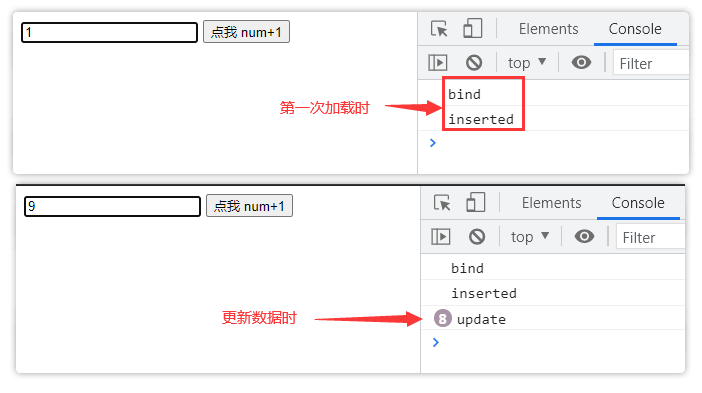 1 点我 num+1
Elements Console
top Filter
bind
inserted
第一次加载时
9 点我 num+1
Elements Console
top Filter
bind
inserted
8 update
更新数据时